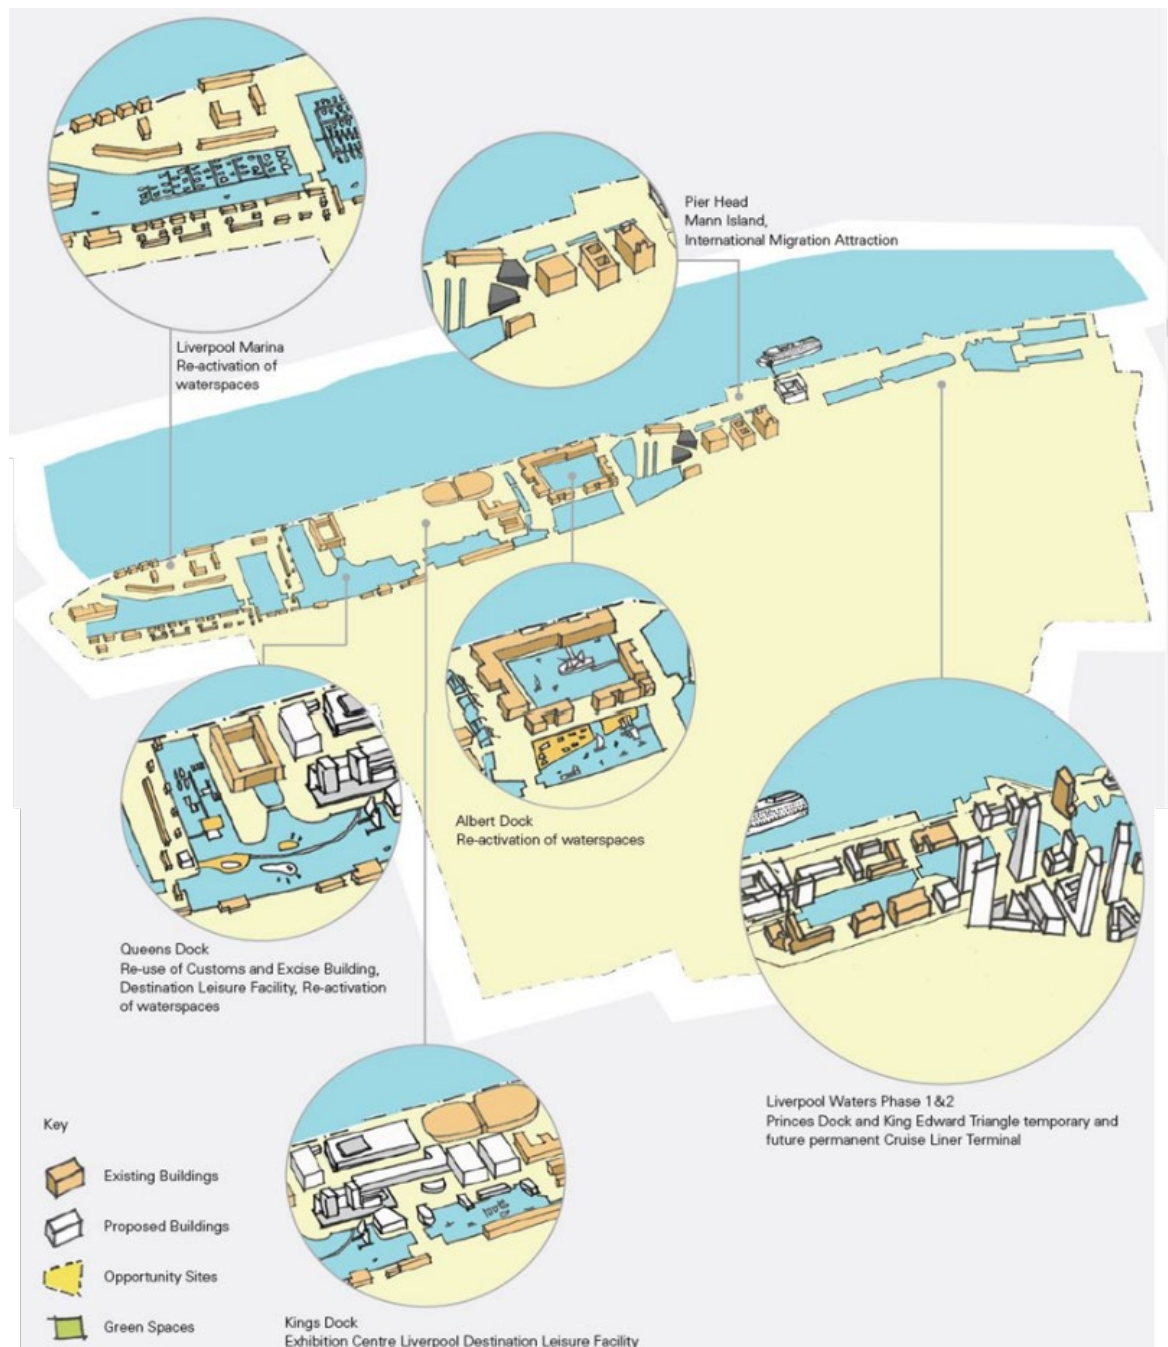 Pier Head
Mann Island,
International Migration Attraction
Liverpool Marina
Re-activation of
waterspaces
Albert Dock
Re-activation of waterspaces
Queens Dock
Re-use of Customs and Excise Building,
Destination Leisure Facility, Re-activation
of waterspaces
Liverpool Waters Phase 1&2
Princes Dock and King Edward Triangle temporary and
future permanent Cruise Liner Terminal
Key
Existing Buildings
Proposed Buildings
Opportunity Sites
Green Spaces
Kings Dock
Exhibition Centre Liverpool Destination Leisure Facility